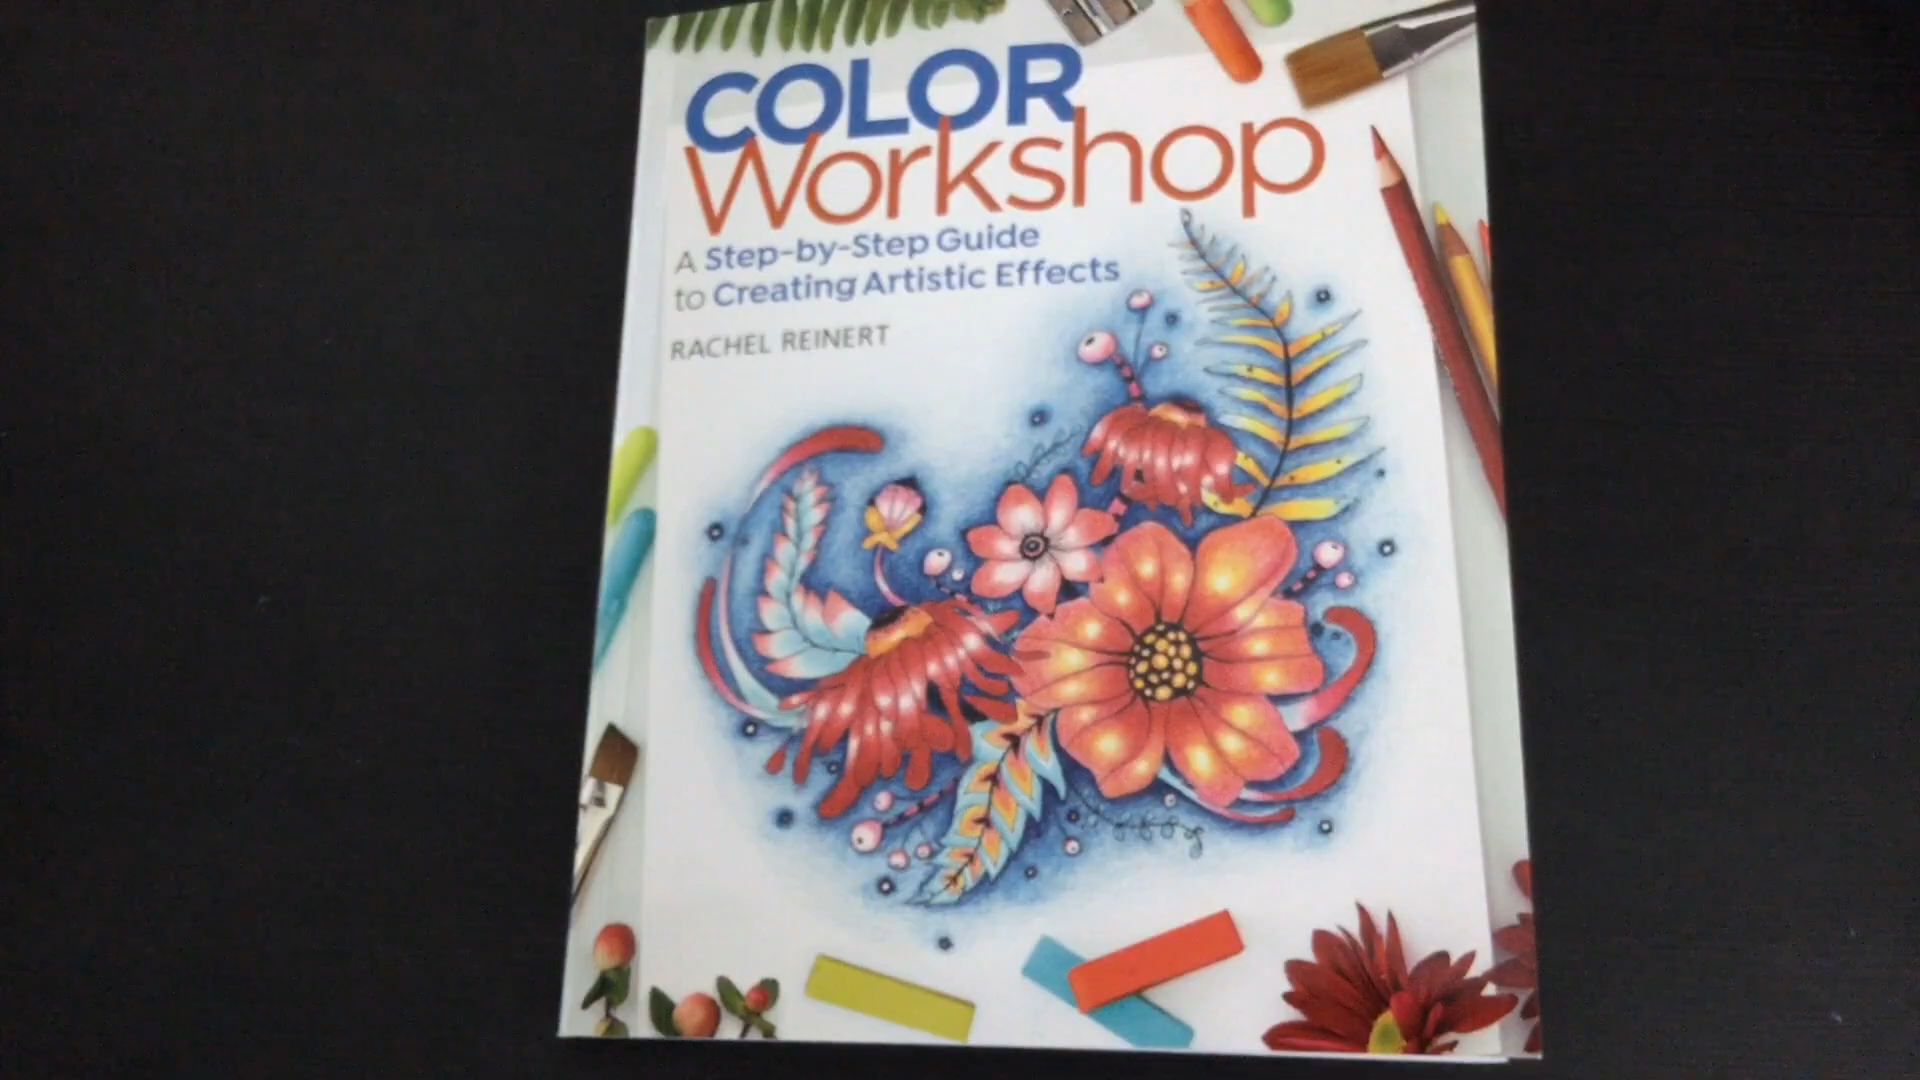 COLOR
Workshop
A Step-by-Step Guide
to Creating Artistic Effects
RACHEL REINERT